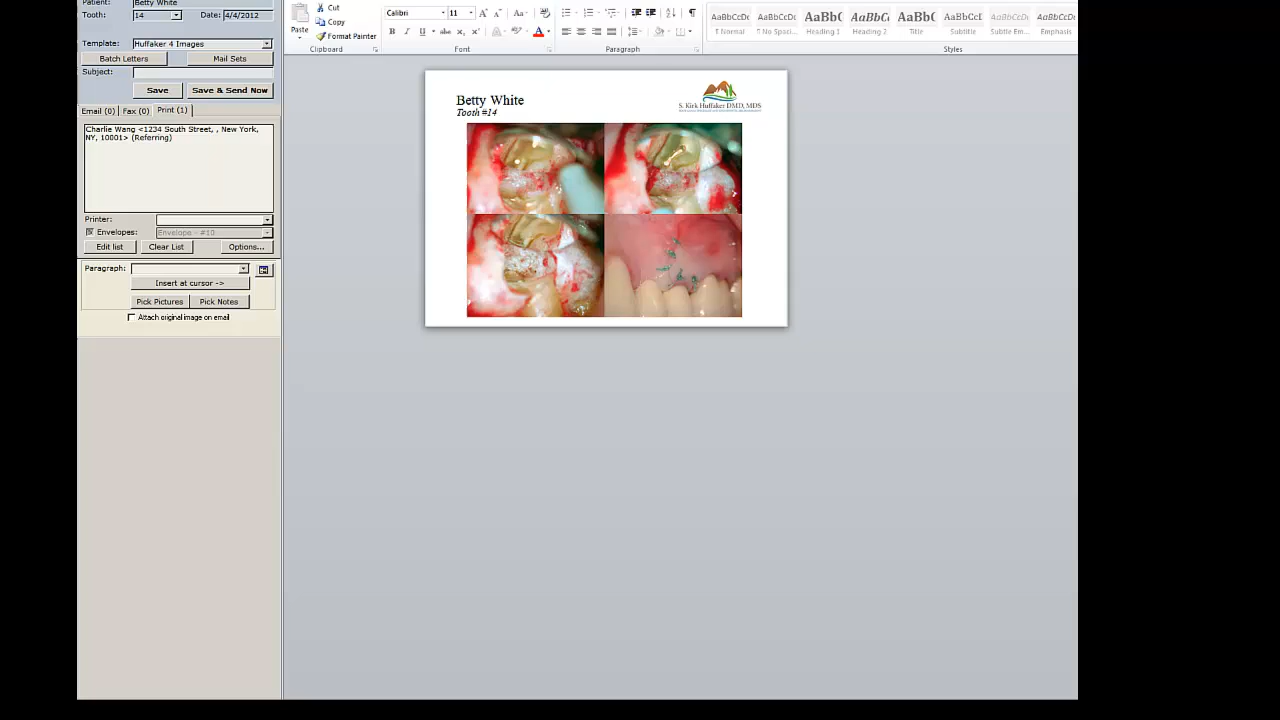 Patient: Betty White
Tooth: 14 Date: 4/4/2012
Template: Huffaker 4 Images
Batch Letters Mail Sets
Subject:
Save Save & Send Now
Email (0) Fax (0) Print (1)
Charlie Wang <1234 South Street, , New York,
NY, 10001> (Referring)
Printer:
Envelopes: Envelope - #10
Edit list Clear List Options...
Paragraph:
Insert at cursor ->
Pick Pictures Pick Notes
Attach original image on email
Paste
Cut
Copy
Format Painter
Clipboard
Calibri 11
Font
Paragraph
AaBbCcDc AaBbCcDc AaBbC AaBbCc AaBbC AaBbCcI AaBbCcDc AaBbCcDc
¶ Normal ¶ No Spaci... Heading 1 Heading 2 Title Subtitle Subtle Em... Emphasis
Styles
Betty White
Tooth #14
S. Kirk Huffaker DMD, MDS